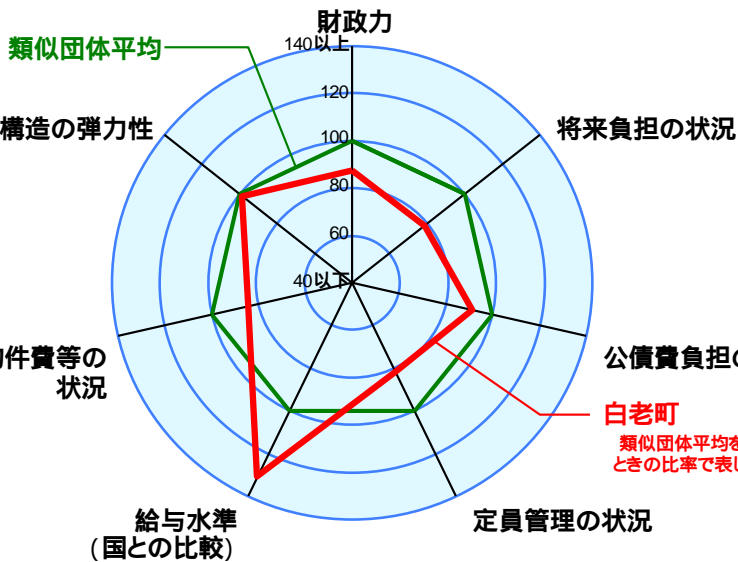 財政力
140以上
類似団体平均
120
構造の弾力性
将来負担の状況
100
80
60
40以下
件費等の
状況
公債費負担の
白老町
類似団体平均を
ときの比率で表し
給与水準
(国との比較)
定員管理の状況